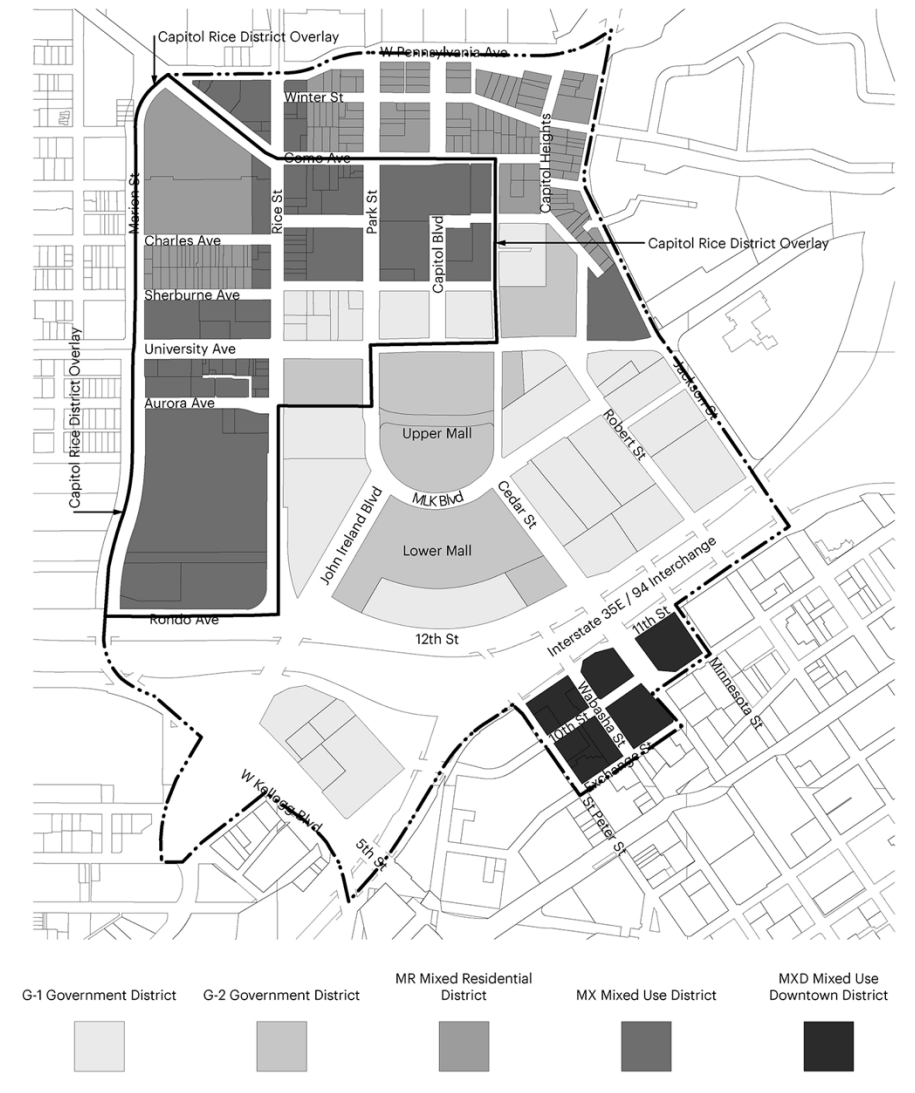 Capitol Rice District Overlay
W Pennsylvania Ave
Winter St
Como Ave
Capitol Heights
Marion St
Rice St
Park St
Capitol Blvd
Charles Ave
Capitol Rice District Overlay
Sherburne Ave
University Ave
Capitol Rice District Overlay
Aurora Ave
Jackson St
Upper Mall
Robert St
MLK Blvd
Cedar St
John Ireland Blvd
Lower Mall
Interstate 35E / 94 Interchange
Rondo Ave
12th St
11th St
Minnesota St
Wabasha St
10th St
Exchange St
W Kellogg Blvd
St Peter St
5th St
G-1 Government District
G-2 Government District
MR Mixed Residential
District
MX Mixed Use District
MXD Mixed Use
Downtown District